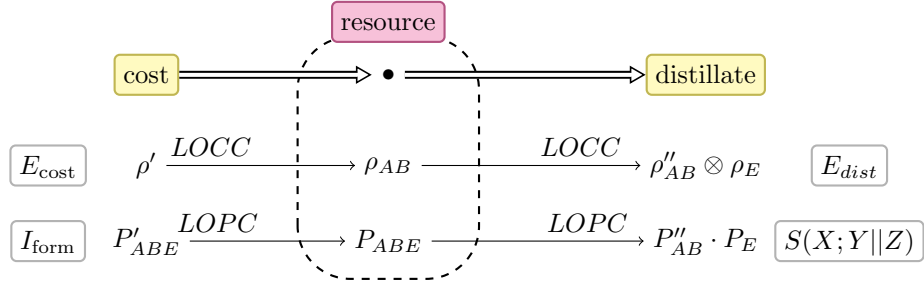 resource
cost • distillate
E_cost ρ′ LOCC ρ_AB LOCC ρ″_AB ⊗ ρ_E E_dist
I_form P′_ABE LOPC P_ABE LOPC P″_AB · P_E S(X; Y||Z)